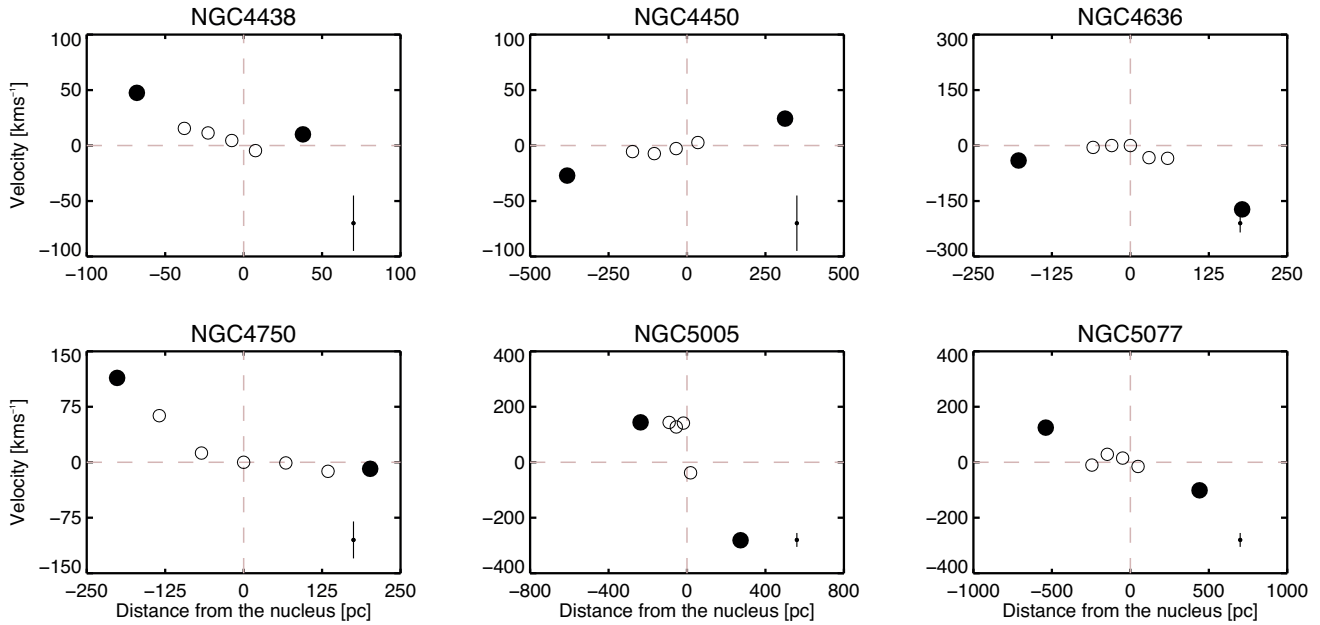 NGC4438 NGC4450 NGC4636
100 100 300
50 50 150
0 0 0
−50 −50 −150
−100 −100 −300
−100 −50 0 50 100 −500 −250 0 250 500 −250 −125 0 125 250
Velocity [kms⁻¹]
NGC4750 NGC5005 NGC5077
150 400 400
75 200 200
0 0 0
−75 −200 −200
−150 −400 −400
−250 −125 0 125 250 −800 −400 0 400 800 −1000 −500 0 500 1000
Velocity [kms⁻¹]
Distance from the nucleus [pc] Distance from the nucleus [pc] Distance from the nucleus [pc]